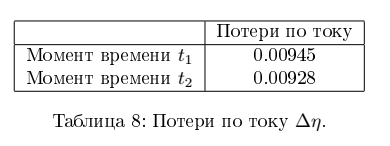 Потери по току
Момент времени t₁ 0.00945
Момент времени t₂ 0.00928
Таблица 8: Потери по току Δη.